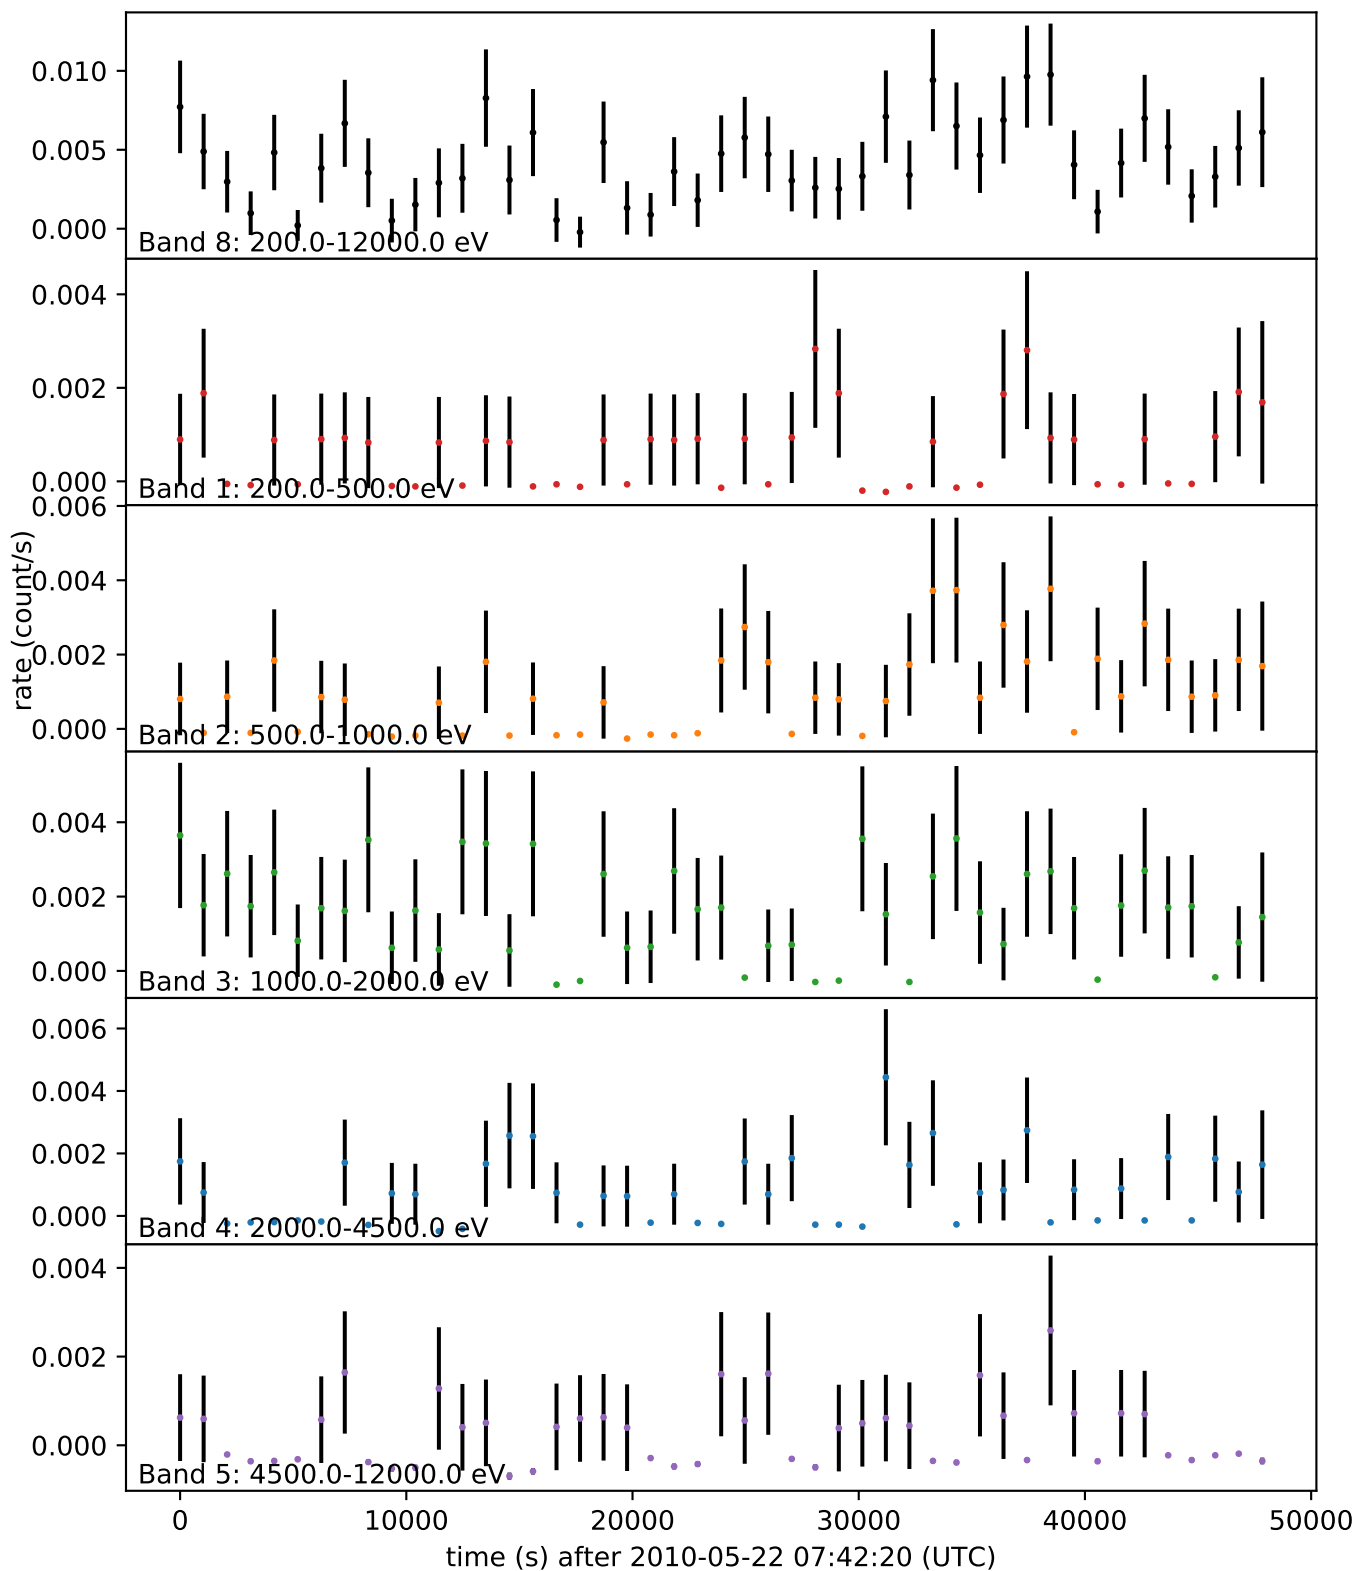 0.010
0.005
0.000
Band 8: 200.0-12000.0 eV
0.004
0.002
0.000
Band 1: 200.0-500.0 eV
0.006
0.004
0.002
0.000
Band 2: 500.0-1000.0 eV
rate (count/s)
0.004
0.002
0.000
Band 3: 1000.0-2000.0 eV
0.006
0.004
0.002
0.000
Band 4: 2000.0-4500.0 eV
0.004
0.002
0.000
Band 5: 4500.0-12000.0 eV
0 10000 20000 30000 40000 50000
time (s) after 2010-05-22 07:42:20 (UTC)